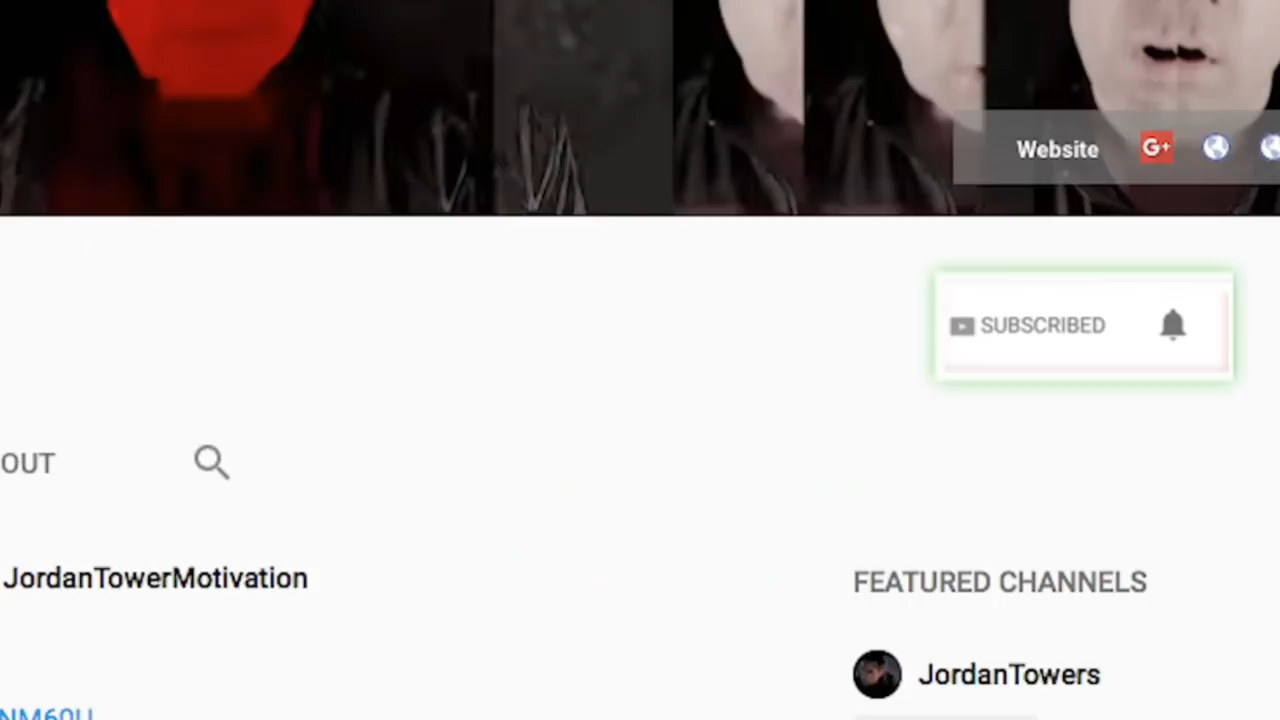 Website G+
SUBSCRIBED
OUT
JordanTowerMotivation
FEATURED CHANNELS
JordanTowers